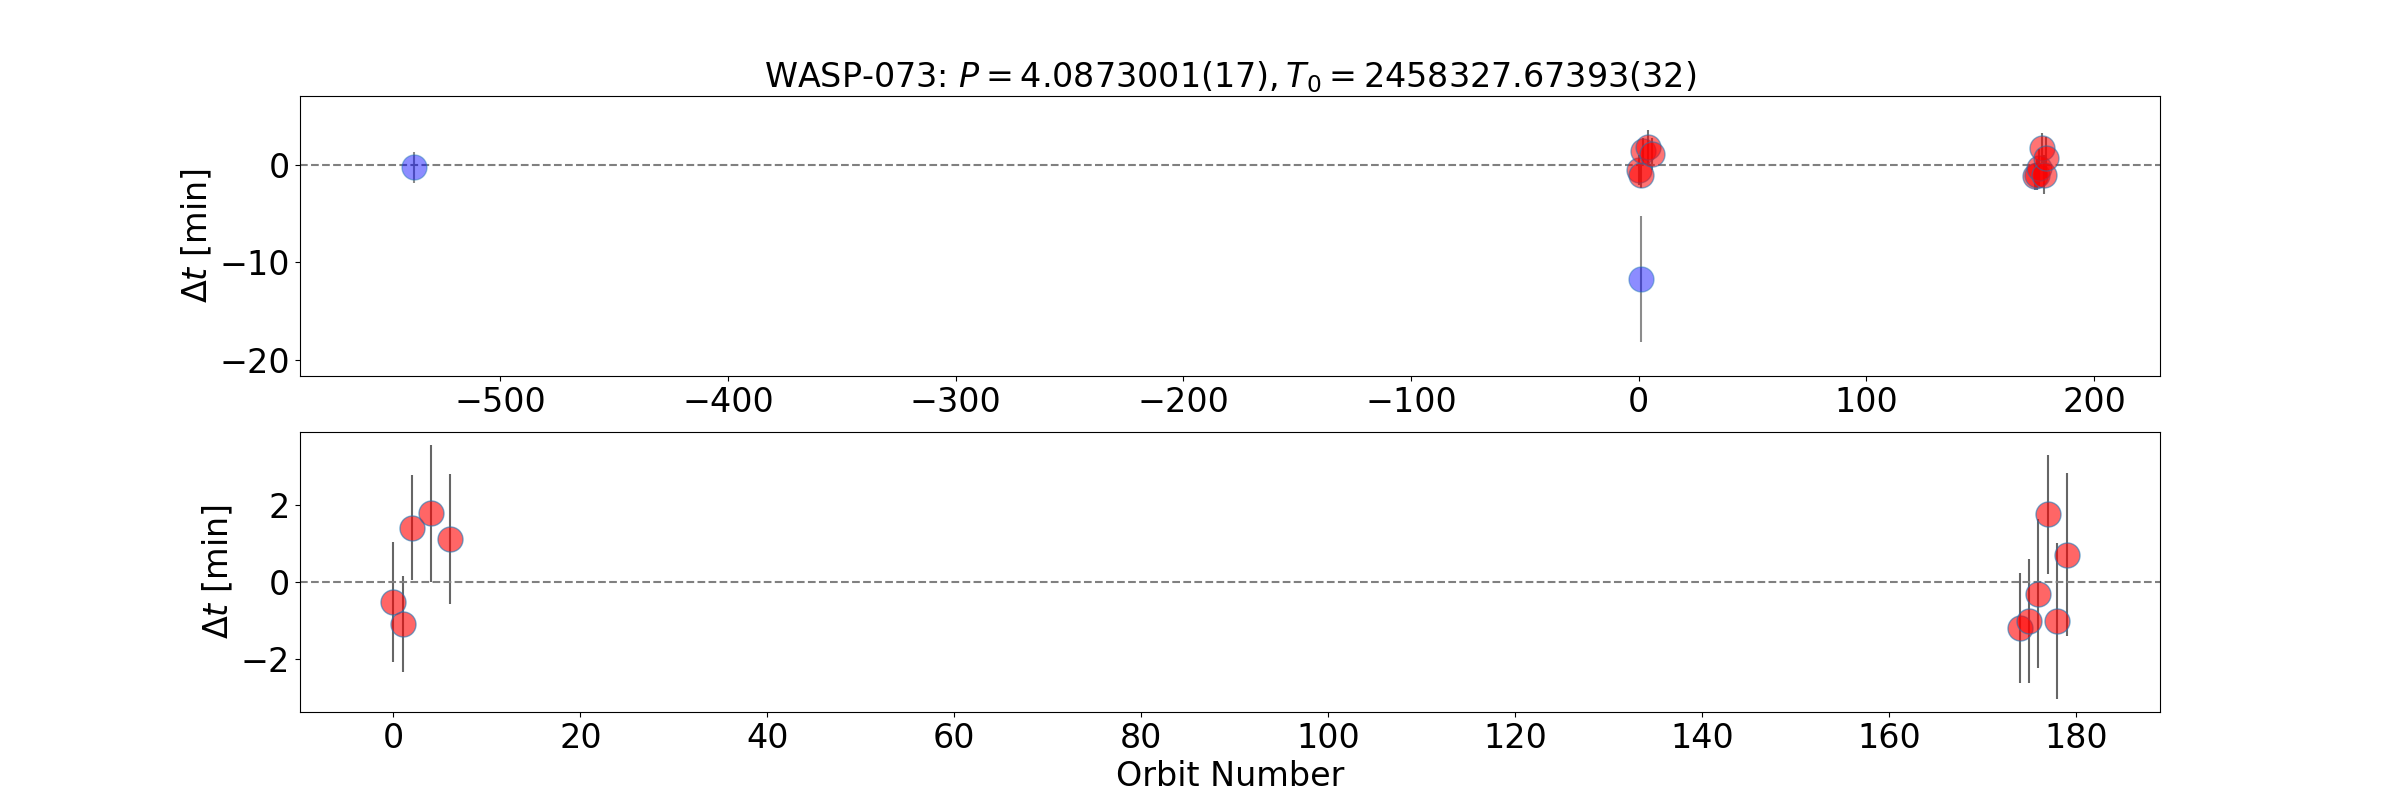 WASP-073: P = 4.0873001(17), T₀ = 2458327.67393(32)
Δt [min]
0
−10
−20
−500 −400 −300 −200 −100 0 100 200
Δt [min]
2
0
−2
0 20 40 60 80 100 120 140 160 180
Orbit Number